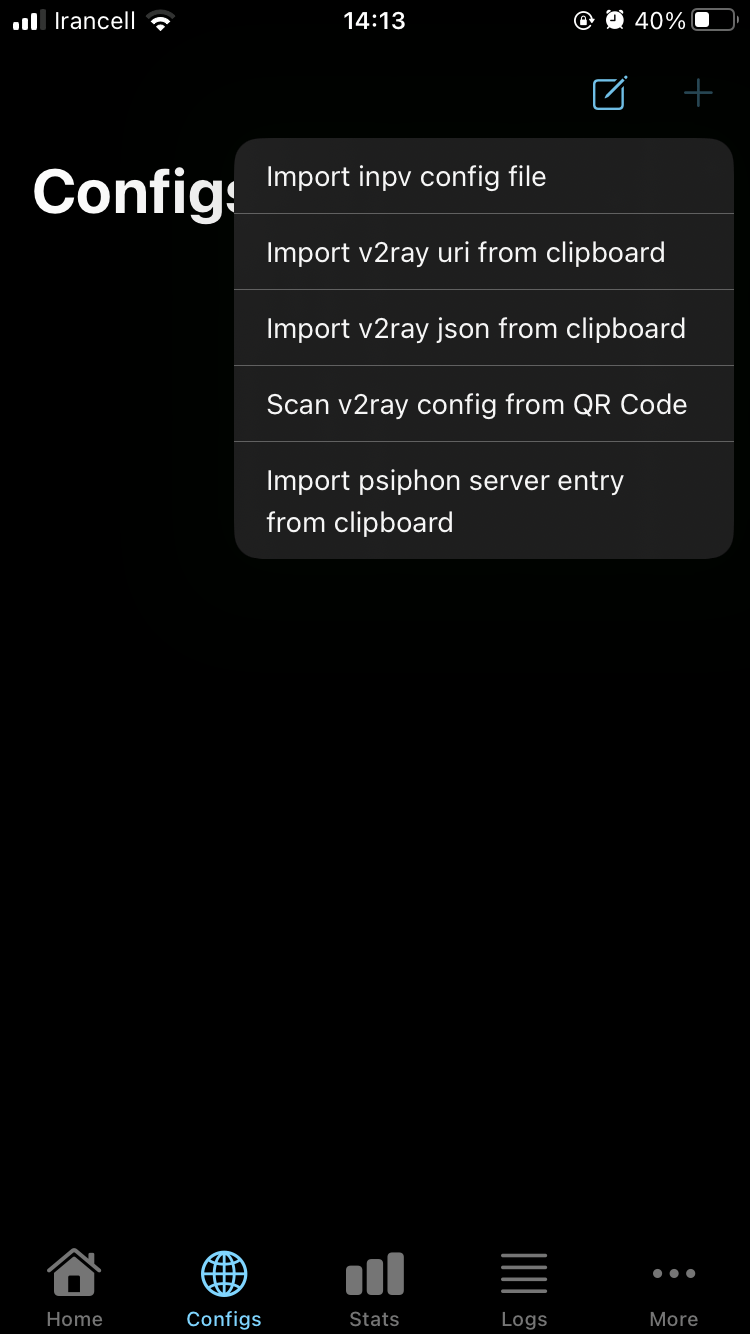 Irancell 14:13 40%
Configs
Import inpv config file
Import v2ray uri from clipboard
Import v2ray json from clipboard
Scan v2ray config from QR Code
Import psiphon server entry
from clipboard
Home Configs Stats Logs More